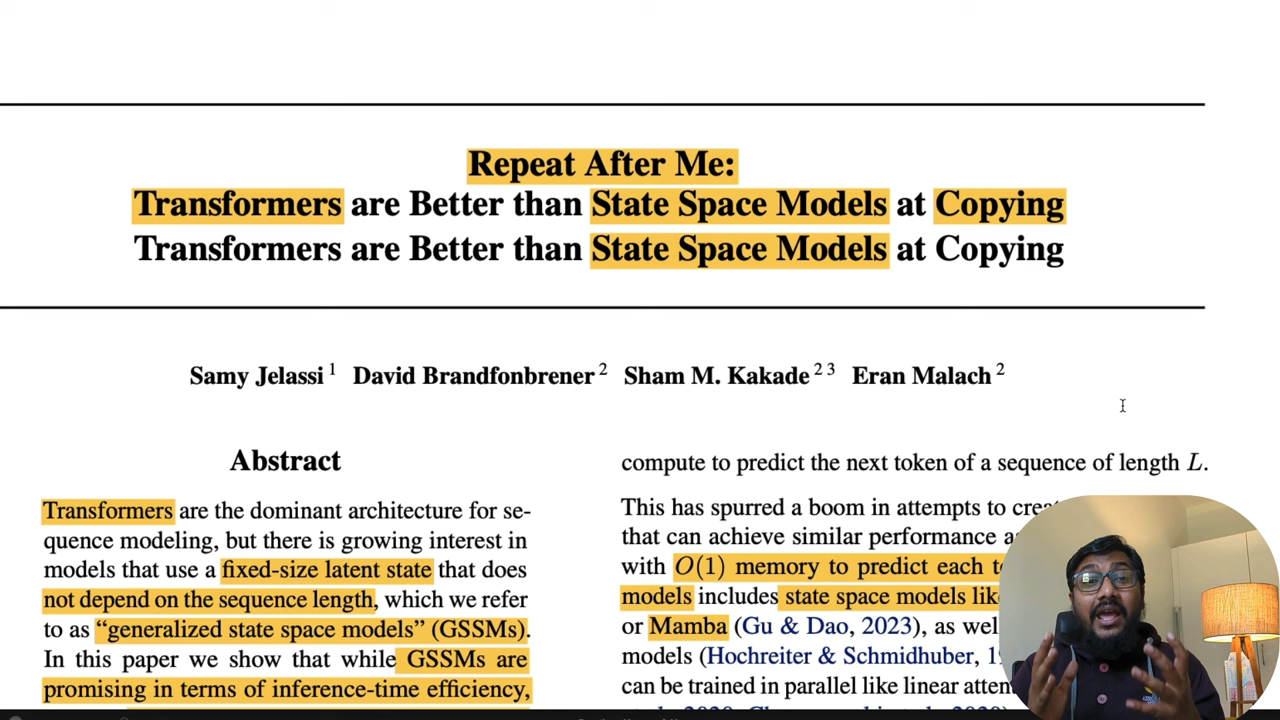 Repeat After Me:
Transformers are Better than State Space Models at Copying
Transformers are Better than State Space Models at Copying
Samy Jelassi 1 David Brandfonbrener 2 Sham M. Kakade 2 3 Eran Malach 2
Abstract
Transformers are the dominant architecture for se-
quence modeling, but there is growing interest in
models that use a fixed-size latent state that does
not depend on the sequence length, which we refer
to as “generalized state space models” (GSSMs).
In this paper we show that while GSSMs are
promising in terms of inference-time efficiency,
compute to predict the next token of a sequence of length L.
This has spurred a boom in attempts to
that can achieve similar performance
with O(1) memory to predict each
models includes state space models
or Mamba (Gu & Dao, 2023), as
models (Hochreiter & Schmidhuber,
can be trained in parallel like linear